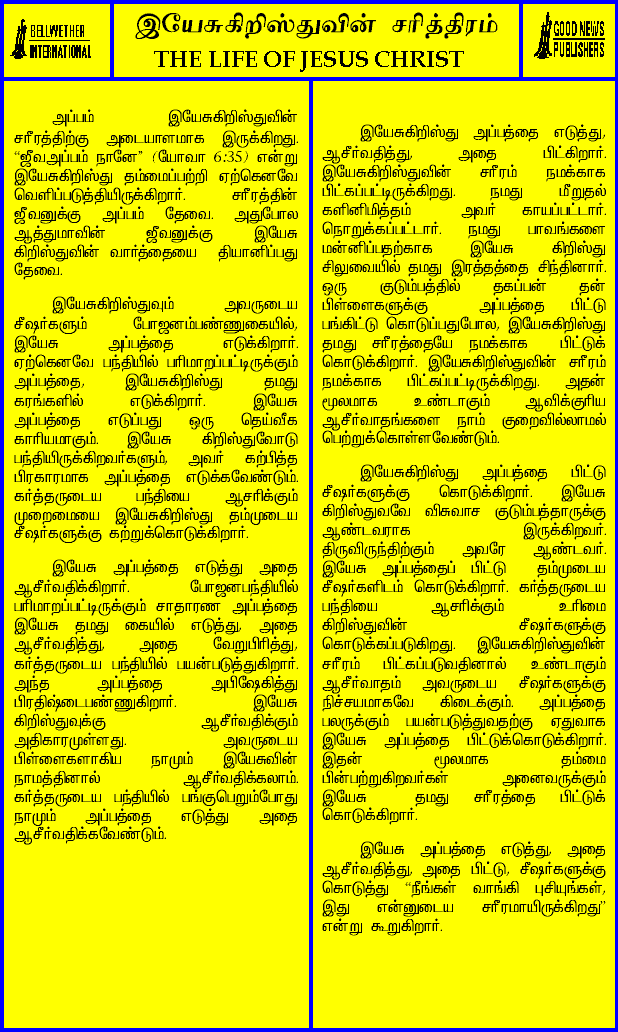 BELLWETHER
INTERNATIONAL
இயேசுகிறிஸ்துவின் சரித்திரம்
THE LIFE OF JESUS CHRIST
GOOD NEWS
PUBLISHERS
அப்பம் இயேசுகிறிஸ்துவின்
சரீரத்திற்கு அடையாளமாக இருக்கிறது.
“ஜீவஅப்பம் நானே” (யோவா 6:35) என்று
இயேசுகிறிஸ்து தம்மைப்பற்றி ஏற்கெனவே
வெளிப்படுத்தியிருக்கிறார். சரீரத்தின்
ஜீவனுக்கு அப்பம் தேவை. அதுபோல
ஆத்துமாவின் ஜீவனுக்கு இயேசு
கிறிஸ்துவின் வார்த்தையை தியானிப்பது
தேவை.
இயேசுகிறிஸ்துவும் அவருடைய
சீஷர்களும் போஜனம்பண்ணுகையில்,
இயேசு அப்பத்தை எடுக்கிறார்.
ஏற்கெனவே பந்தியில் பரிமாறப்பட்டிருக்கும்
அப்பத்தை, இயேசுகிறிஸ்து தமது
கரங்களில் எடுக்கிறார். இயேசு
அப்பத்தை எடுப்பது ஒரு தெய்வீக
காரியமாகும். இயேசு கிறிஸ்துவோடு
பந்தியிருக்கிறவர்களும், அவர் கற்பித்த
பிரகாரமாக அப்பத்தை எடுக்கவேண்டும்.
கர்த்தருடைய பந்தியை ஆசரிக்கும்
முறைமையை இயேசுகிறிஸ்து தம்முடைய
சீஷர்களுக்கு கற்றுக்கொடுக்கிறார்.
இயேசு அப்பத்தை எடுத்து அதை
ஆசீர்வதிக்கிறார். போஜனபந்தியில்
பரிமாறப்பட்டிருக்கும் சாதாரண அப்பத்தை
இயேசு தமது கையில் எடுத்து, அதை
ஆசீர்வதித்து, அதை வேறுபிரித்து,
கர்த்தருடைய பந்தியில் பயன்படுத்துகிறார்.
அந்த அப்பத்தை அபிஷேகித்து
பிரதிஷ்டைபண்ணுகிறார். இயேசு
கிறிஸ்துவுக்கு ஆசீர்வதிக்கும்
அதிகாரமுள்ளது. அவருடைய
பிள்ளைகளாகிய நாமும் இயேசுவின்
நாமத்தினால் ஆசீர்வதிக்கலாம்.
கர்த்தருடைய பந்தியில் பங்குபெறும்போது
நாமும் அப்பத்தை எடுத்து அதை
ஆசீர்வதிக்கவேண்டும்.
இயேசுகிறிஸ்து அப்பத்தை எடுத்து,
ஆசீர்வதித்து, அதை பிட்கிறார்.
இயேசுகிறிஸ்துவின் சரீரம் நமக்காக
பிட்கப்பட்டிருக்கிறது. நமது மீறுதல்
களினிமித்தம் அவர் காயப்பட்டார்.
நொறுக்கப்பட்டார். நமது பாவங்களை
மன்னிப்பதற்காக இயேசு கிறிஸ்து
சிலுவையில் தமது இரத்தத்தை சிந்தினார்.
ஒரு குடும்பத்தில் தகப்பன் தன்
பிள்ளைகளுக்கு அப்பத்தை பிட்டு
பங்கிட்டு கொடுப்பதுபோல, இயேசுகிறிஸ்து
தமது சரீரத்தையே நமக்காக பிட்டுக்
கொடுக்கிறார். இயேசுகிறிஸ்துவின் சரீரம்
நமக்காக பிட்கப்பட்டிருக்கிறது. அதன்
மூலமாக உண்டாகும் ஆவிக்குரிய
ஆசீர்வாதங்களை நாம் குறைவில்லாமல்
பெற்றுக்கொள்ளவேண்டும்.
இயேசுகிறிஸ்து அப்பத்தை பிட்டு
சீஷர்களுக்கு கொடுக்கிறார். இயேசு
கிறிஸ்துவவே விசுவாச குடும்பத்தாருக்கு
ஆண்டவராக இருக்கிறவர்.
திருவிருந்திற்கும் அவரே ஆண்டவர்.
இயேசு அப்பத்தைப் பிட்டு தம்முடைய
சீஷர்களிடம் கொடுக்கிறார். கர்த்தருடைய
பந்தியை ஆசரிக்கும் உரிமை
கிறிஸ்துவின் சீஷர்களுக்கு
கொடுக்கப்படுகிறது. இயேசுகிறிஸ்துவின்
சரீரம் பிட்கப்படுவதினால் உண்டாகும்
ஆசீர்வாதம் அவருடைய சீஷர்களுக்கு
நிச்சயமாகவே கிடைக்கும். அப்பத்தை
பலருக்கும் பயன்படுத்துவதற்கு ஏதுவாக
இயேசு அப்பத்தை பிட்டுக்கொடுக்கிறார்.
இதன் மூலமாக தம்மை
பின்பற்றுகிறவர்கள் அனைவருக்கும்
இயேசு தமது சரீரத்தை பிட்டுக்
கொடுக்கிறார்.
இயேசு அப்பத்தை எடுத்து, அதை
ஆசீர்வதித்து, அதை பிட்டு, சீஷர்களுக்கு
கொடுத்து “நீங்கள் வாங்கி புசியுங்கள்,
இது என்னுடைய சரீரமாயிருக்கிறது”
என்று கூறுகிறார்.